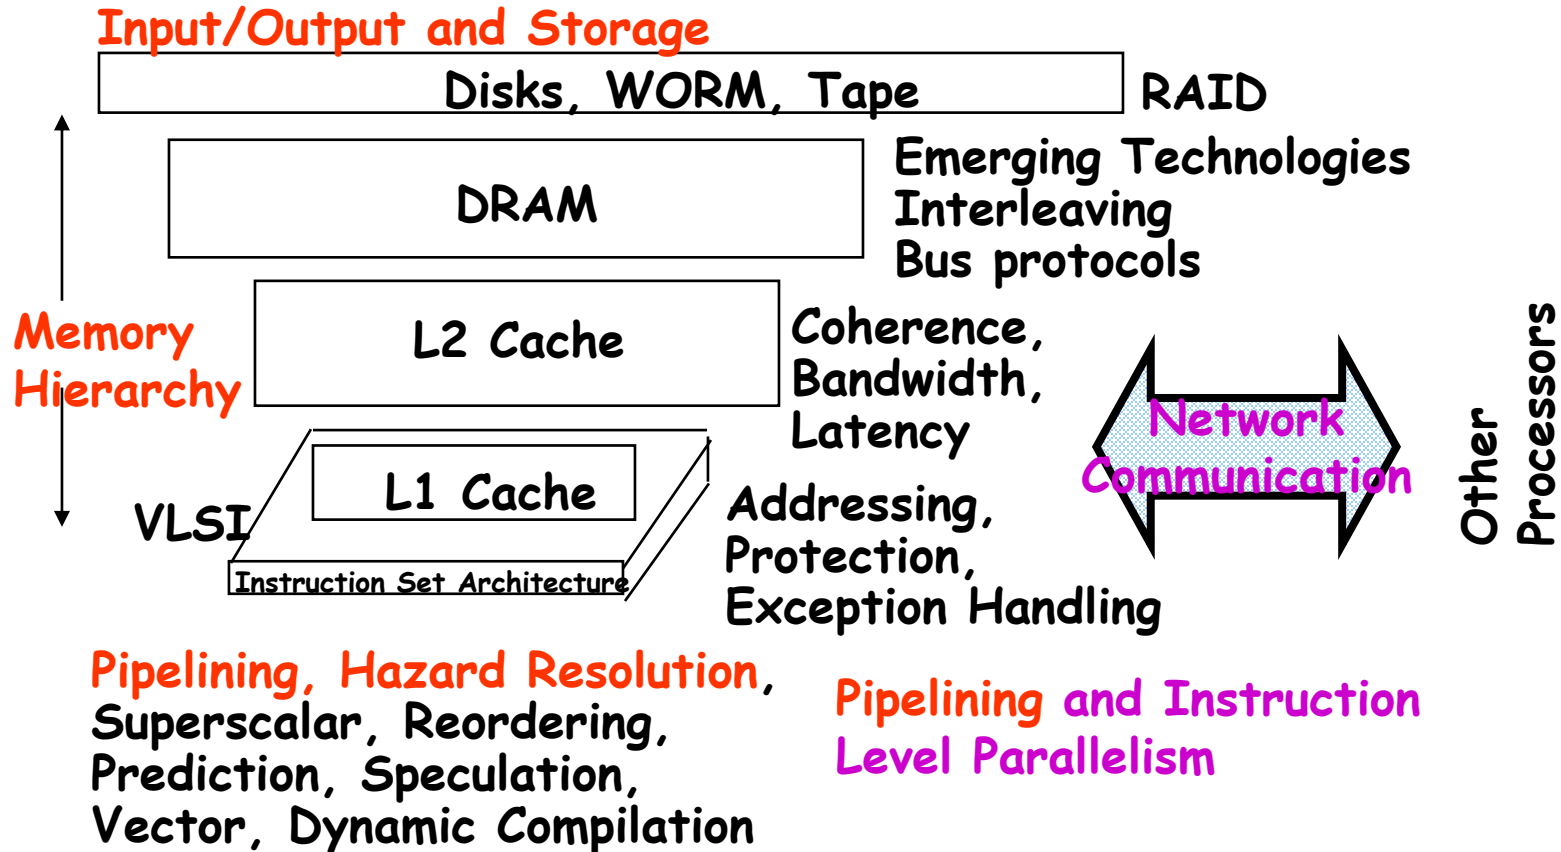 Input/Output and Storage
Disks, WORM, Tape
RAID
DRAM
Emerging Technologies
Interleaving
Bus protocols
Memory
Hierarchy
L2 Cache
Coherence,
Bandwidth,
Latency
Network
Communication
Other
Processors
L1 Cache
VLSI
Instruction Set Architecture
Addressing,
Protection,
Exception Handling
Pipelining, Hazard Resolution,
Superscalar, Reordering,
Prediction, Speculation,
Vector, Dynamic Compilation
Pipelining and Instruction
Level Parallelism